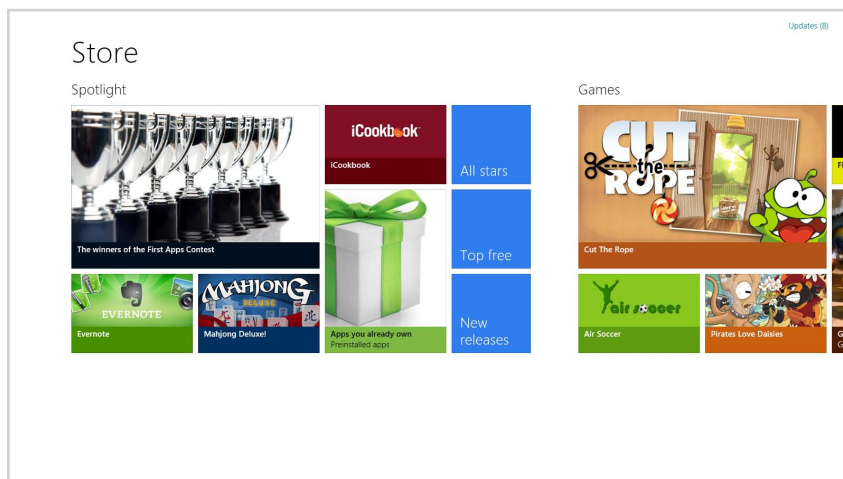 Updates (8)
Store
Spotlight
Games
The winners of the First Apps Contest
iCookbook
iCookbook
All stars
Top free
New
releases
EVERNOTE
Evernote
MAHJONG
DELUXE
Mahjong Deluxe!
Apps you already own
Preinstalled apps
CUT
the
ROPE
Cut The Rope
air soccer
Air Soccer
Pirates Love Daisies